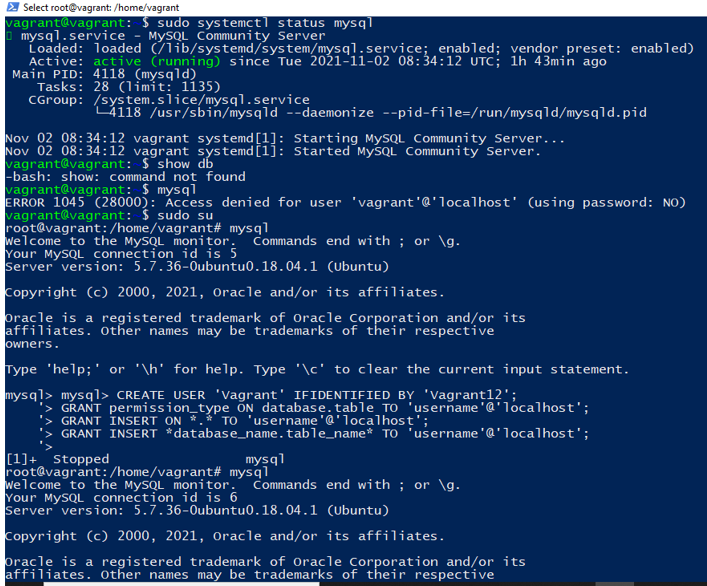 Select root@vagrant: /home/vagrant
vagrant@vagrant:~$ sudo systemctl status mysql
mysql.service - MySQL Community Server
Loaded: loaded (/lib/systemd/system/mysql.service; enabled; vendor preset: enabled)
Active: active (running) since Tue 2021-11-02 08:34:12 UTC; 1h 43min ago
Main PID: 4118 (mysqld)
Tasks: 28 (limit: 1135)
CGroup: /system.slice/mysql.service
└─4118 /usr/sbin/mysqld --daemonize --pid-file=/run/mysqld/mysqld.pid
Nov 02 08:34:12 vagrant systemd[1]: Starting MySQL Community Server...
Nov 02 08:34:12 vagrant systemd[1]: Started MySQL Community Server.
vagrant@vagrant:~$ show db
-bash: show: command not found
vagrant@vagrant:~$ mysql
ERROR 1045 (28000): Access denied for user 'vagrant'@'localhost' (using password: NO)
vagrant@vagrant:~$ sudo su
root@vagrant:/home/vagrant# mysql
Welcome to the MySQL monitor.  Commands end with ; or \g.
Your MySQL connection id is 5
Server version: 5.7.36-0ubuntu0.18.04.1 (Ubuntu)
Copyright (c) 2000, 2021, Oracle and/or its affiliates.
Oracle is a registered trademark of Oracle Corporation and/or its
affiliates. Other names may be trademarks of their respective
owners.
Type 'help;' or '\h' for help. Type '\c' to clear the current input statement.
mysql> mysql> CREATE USER 'Vagrant' IFIDENTIFIED BY 'Vagrant12';
'> GRANT permission_type ON database.table TO 'username'@'localhost';
'> GRANT INSERT ON *.* TO 'username'@'localhost';
'> GRANT INSERT *database_name.table_name* TO 'username'@'localhost';
'>
[1]+  Stopped                 mysql
root@vagrant:/home/vagrant# mysql
Welcome to the MySQL monitor.  Commands end with ; or \g.
Your MySQL connection id is 6
Server version: 5.7.36-0ubuntu0.18.04.1 (Ubuntu)
Copyright (c) 2000, 2021, Oracle and/or its affiliates.
Oracle is a registered trademark of Oracle Corporation and/or its
affiliates. Other names may be trademarks of their respective